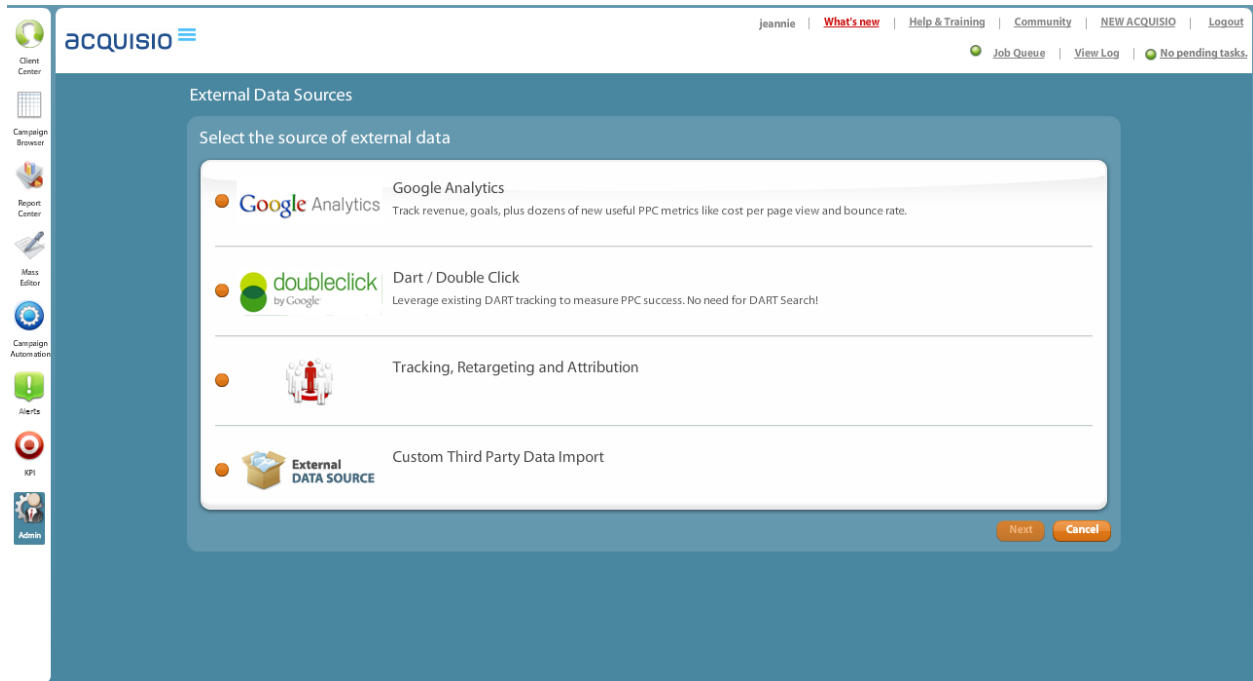 jeannie | What's new | Help & Training | Community | NEW ACQUISIO | Logout
acquisio
Job Queue | View Log | No pending tasks.
Client
Center
Campaign
Browser
Report
Center
Mass
Editor
Campaign
Automation
Alerts
KPI
Admin
External Data Sources
Select the source of external data
Google Analytics
Google Analytics
Track revenue, goals, plus dozens of new useful PPC metrics like cost per page view and bounce rate.
doubleclick
by Google
Dart / Double Click
Leverage existing DART tracking to measure PPC success. No need for DART Search!
Tracking, Retargeting and Attribution
External
DATA SOURCE
Custom Third Party Data Import
Next
Cancel